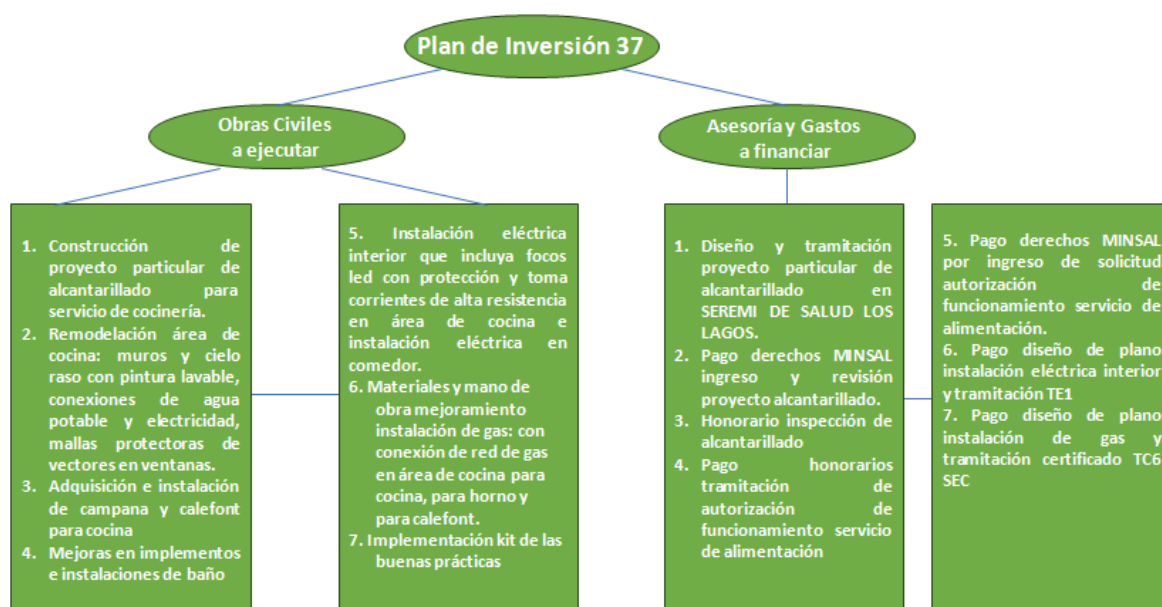 Plan de Inversión 37
Obras Civiles
a ejecutar
Asesoría y Gastos
a financiar
1. Construcción de
proyecto particular de
alcantarillado para
servicio de cocinería.
2. Remodelación área de
cocina: muros y cielo
raso con pintura lavable,
conexiones de agua
potable y electricidad,
mallas protectoras de
vectores en ventanas.
3. Adquisición e instalación
de campana y calefont
para cocina
4. Mejoras en implementos
e instalaciones de baño
5. Instalación eléctrica
interior que incluya focos
led con protección y toma
corrientes de alta resistencia
en área de cocina e
instalación eléctrica en
comedor.
6. Materiales y mano de
obra mejoramiento
instalación de gas: con
conexión de red de gas
en área de cocina para
cocina, para horno y
para calefont.
7. Implementación kit de las
buenas prácticas
1. Diseño y tramitación
proyecto particular de
alcantarillado en
SEREMI DE SALUD LOS
LAGOS.
2. Pago derechos MINSAL
ingreso y revisión
proyecto alcantarillado.
3. Honorario inspección de
alcantarillado
4. Pago honorarios
tramitación de
autorización de
funcionamiento servicio
de alimentación
5. Pago derechos MINSAL
por ingreso de solicitud
autorización de
funcionamiento servicio de
alimentación.
6. Pago diseño de plano
instalación eléctrica interior
y tramitación TE1
7. Pago diseño de plano
instalación de gas y
tramitación certificado TC6
SEC